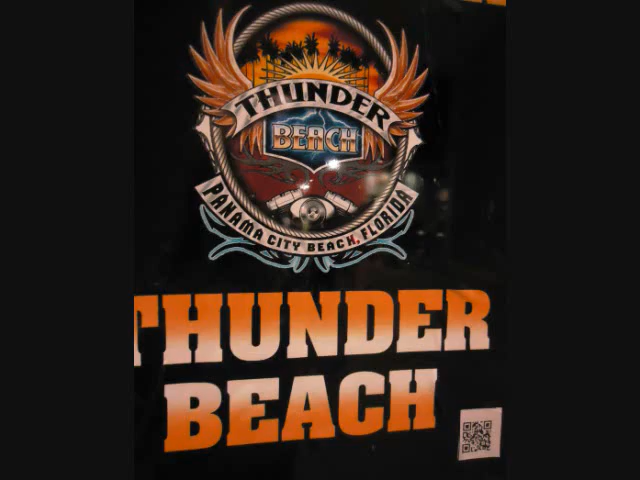 THUNDER
BEACH
PANAMA CITY BEACH, FLORIDA
THUNDER
BEACH